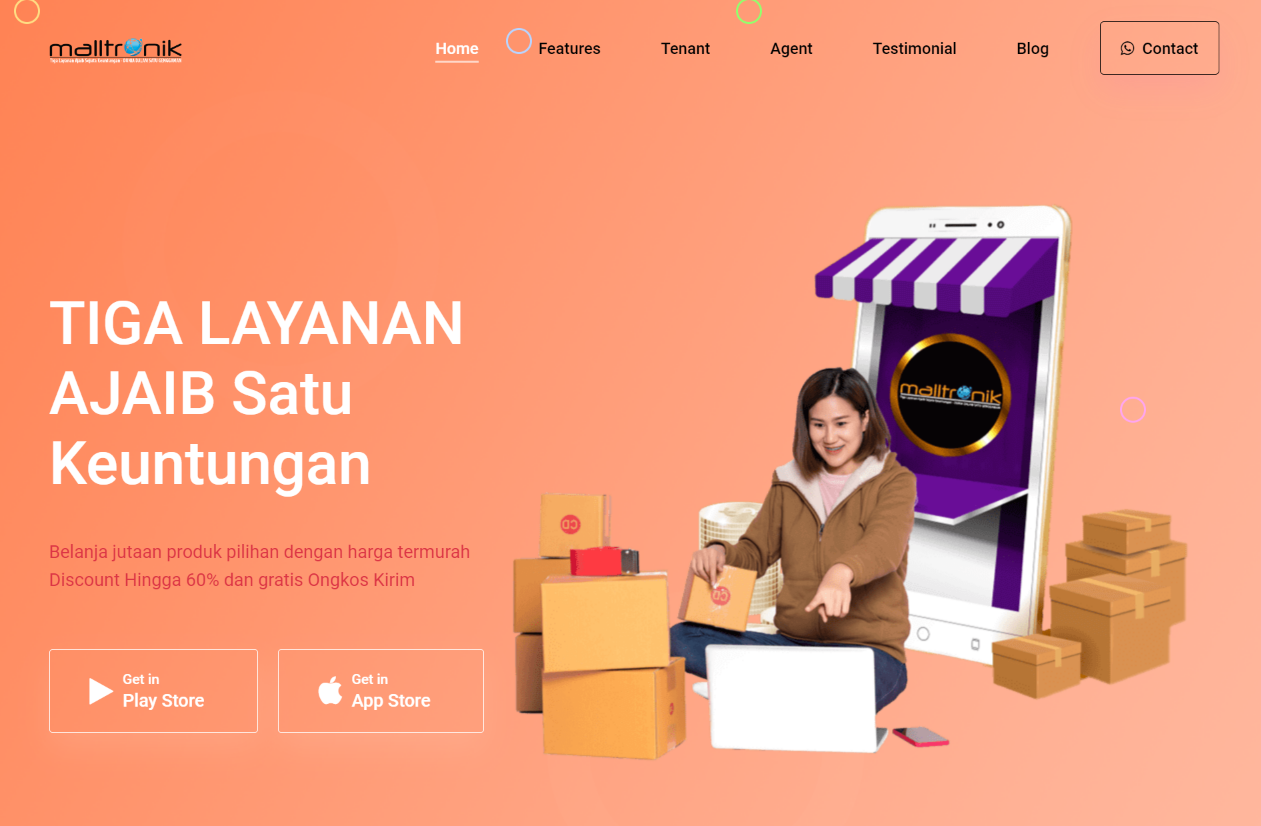 malltronik
Home
Features
Tenant
Agent
Testimonial
Blog
Contact
TIGA LAYANAN
AJAIB Satu
Keuntungan
Belanja jutaan produk pilihan dengan harga termurah
Discount Hingga 60% dan gratis Ongkos Kirim
Get in
Play Store
Get in
App Store
malltronik